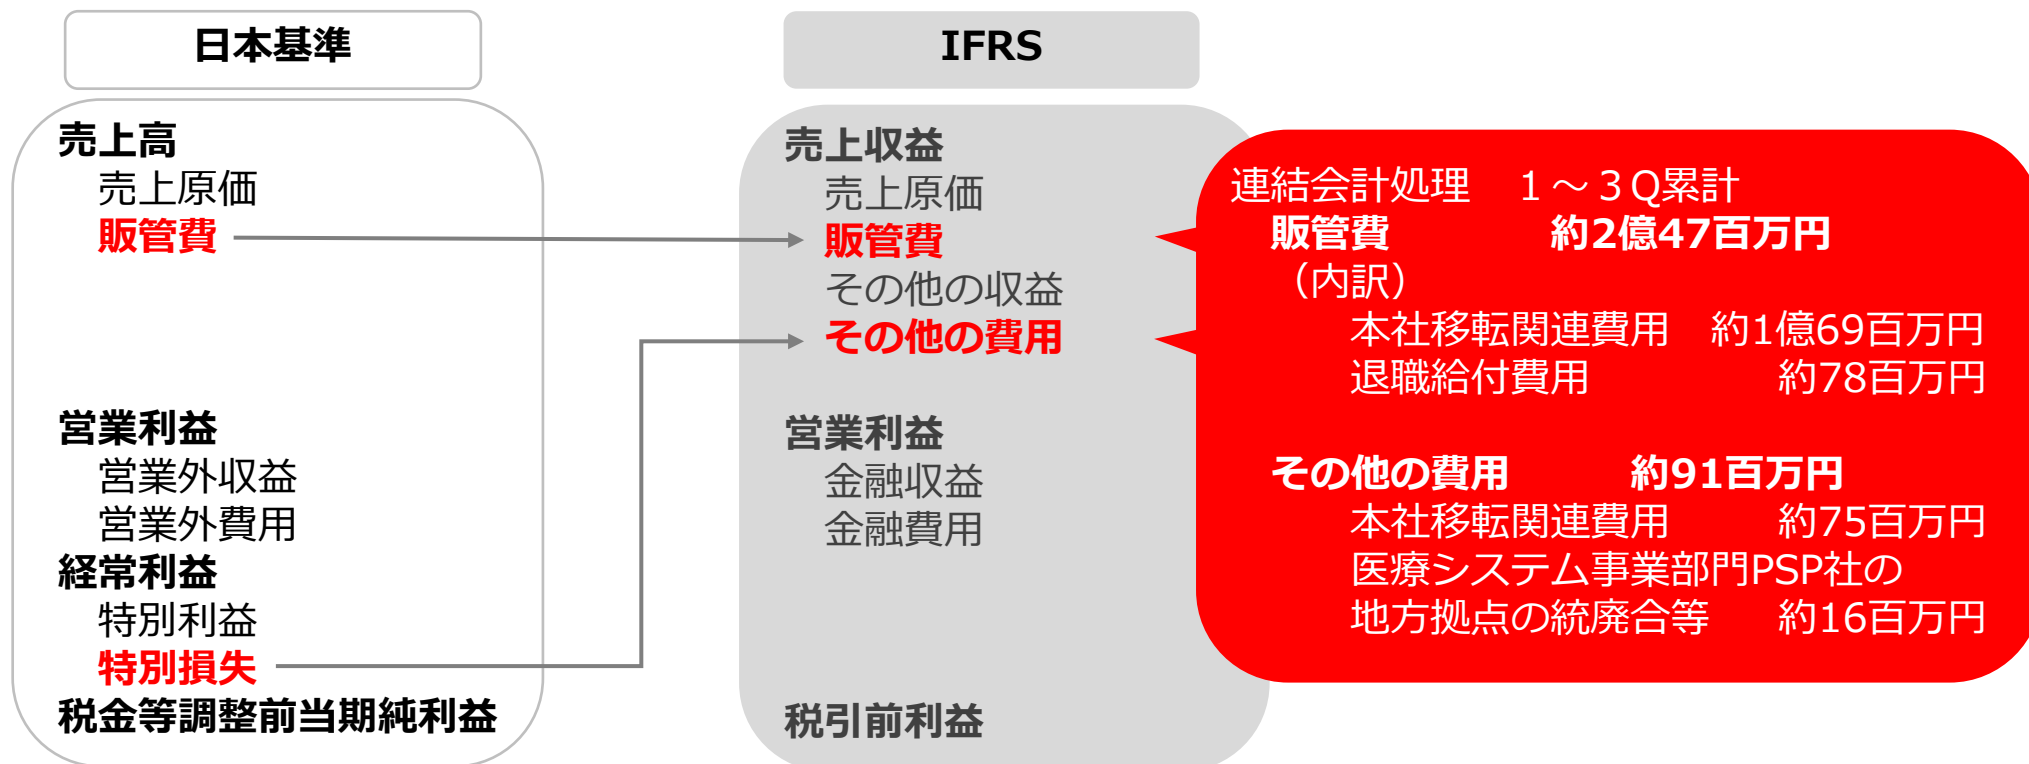 日本基準
売上高
売上原価
販管費
営業利益
営業外収益
営業外費用
経常利益
特別利益
特別損失
税金等調整前当期純利益
IFRS
売上収益
売上原価
販管費
その他の収益
その他の費用
営業利益
金融収益
金融費用
税引前利益
連結会計処理　１～３Q累計
販管費　約2億47百万円
（内訳）
本社移転関連費用　約1億69百万円
退職給付費用　約78百万円
その他の費用　約91百万円
本社移転関連費用　約75百万円
医療システム事業部門PSP社の
地方拠点の統廃合等　約16百万円